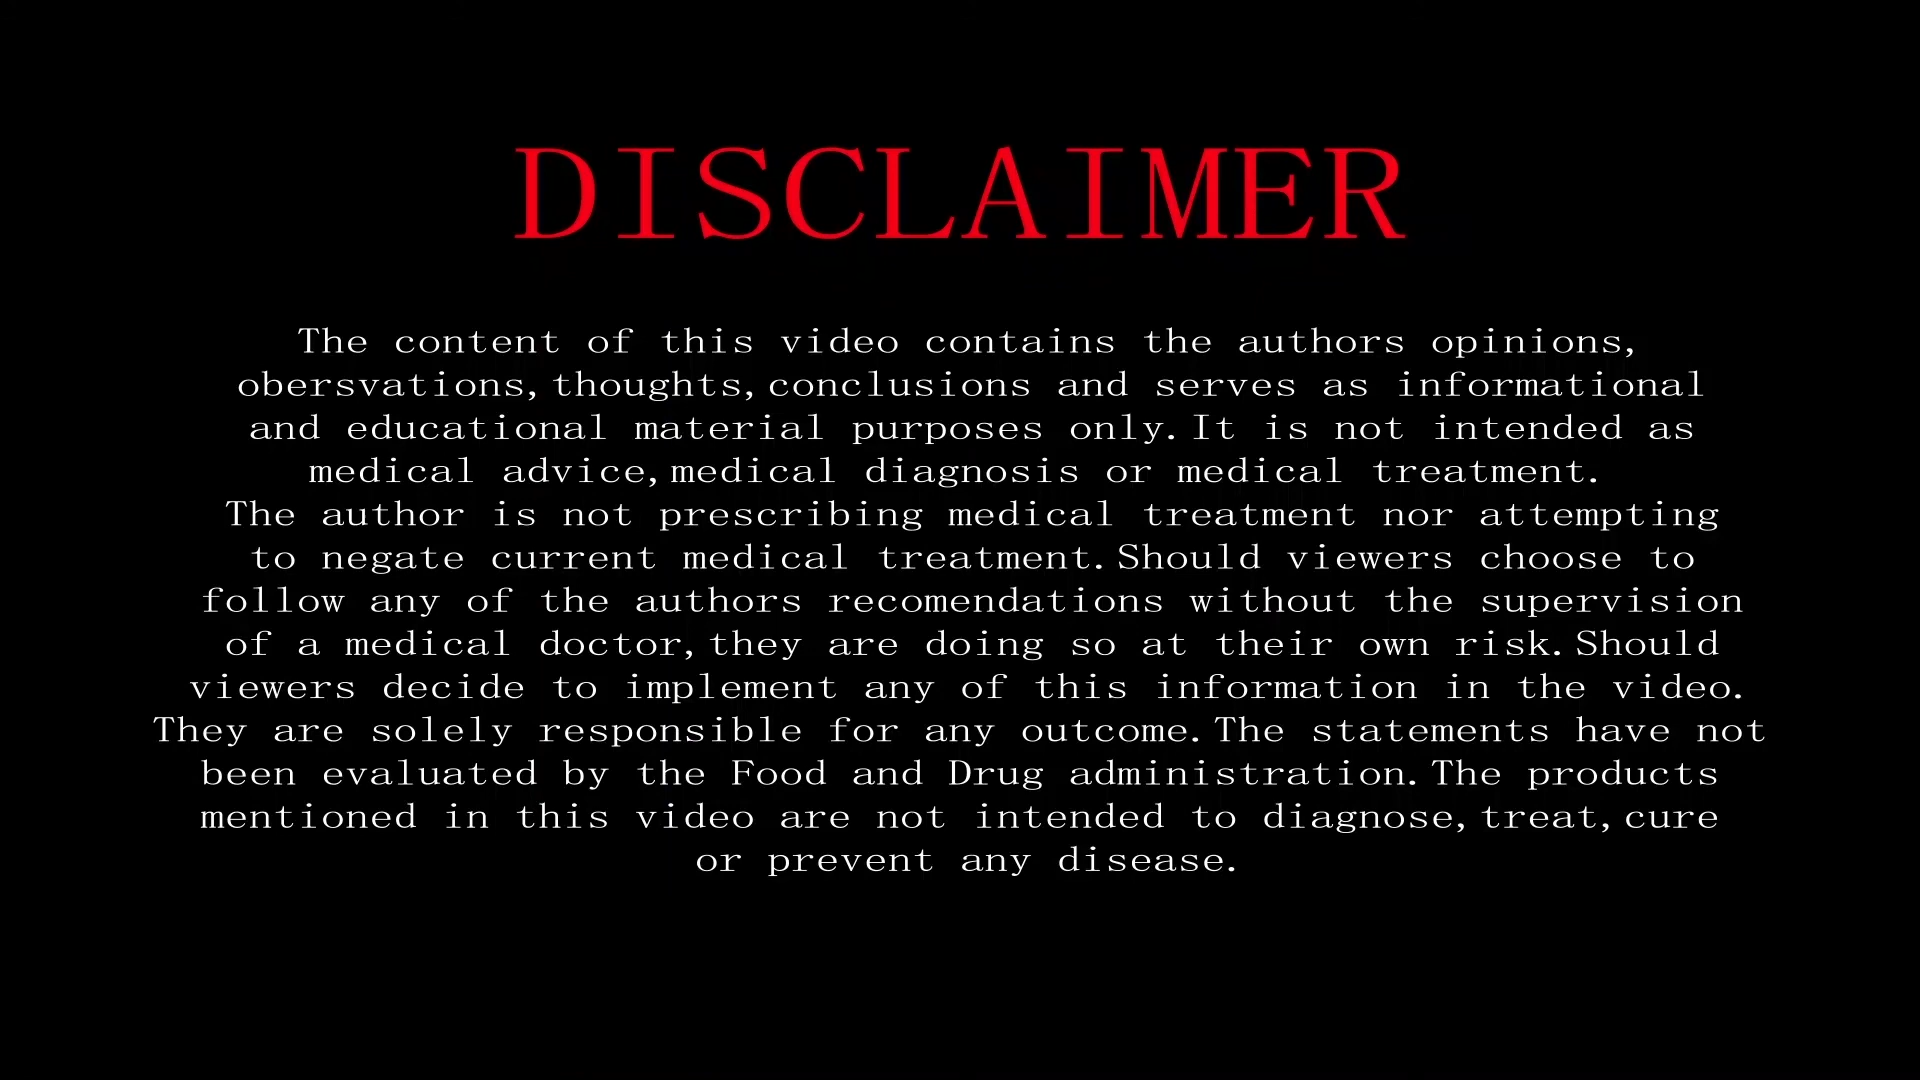 DISCLAIMER
The content of this video contains the authors opinions,
obersvations,thoughts,conclusions and serves as informational
and educational material purposes only.It is not intended as
medical advice,medical diagnosis or medical treatment.
The author is not prescribing medical treatment nor attempting
to negate current medical treatment.Should viewers choose to
follow any of the authors recomendations without the supervision
of a medical doctor,they are doing so at their own risk.Should
viewers decide to implement any of this information in the video.
They are solely responsible for any outcome.The statements have not
been evaluated by the Food and Drug administration.The products
mentioned in this video are not intended to diagnose,treat,cure
or prevent any disease.